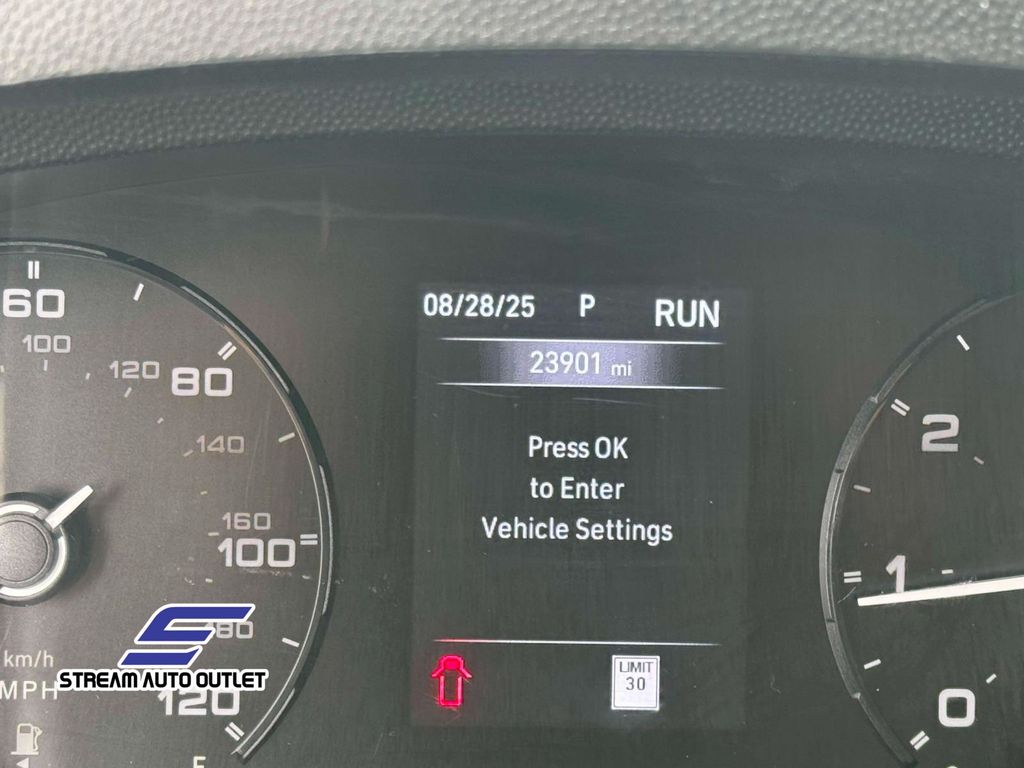 60
100
120
80
140
160
100
80
km/h
MPH
120
E
STREAM AUTO OUTLET
08/28/25 P RUN
23901 mi
Press OK
to Enter
Vehicle Settings
LIMIT
30
2
1
0